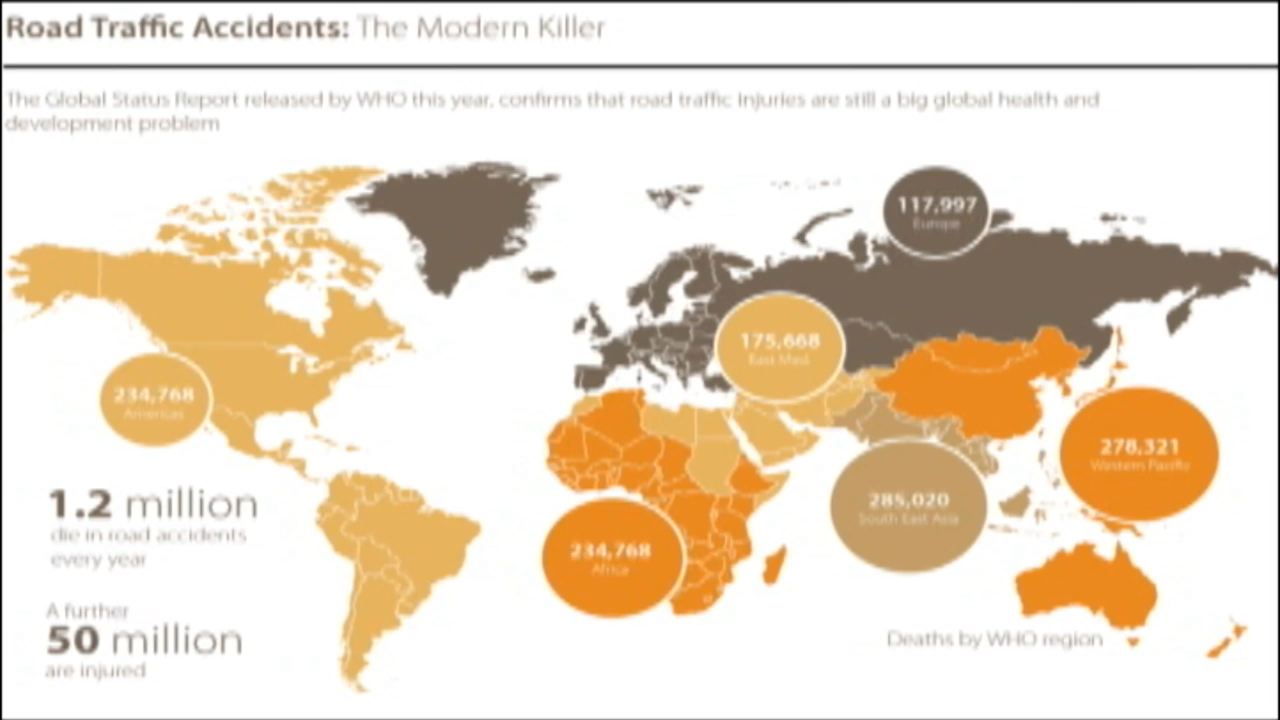 Road Traffic Accidents: The Modern Killer
The Global Status Report released by WHO this year, confirms that road traffic injuries are still a big global health and
development problem
117,997
Europe
175,668
East Med.
234,768
Americas
278,321
Western Pacific
285,020
South East Asia
234,768
Africa
1.2 million
die in road accidents
every year
A further
50 million
are injured
Deaths by WHO region